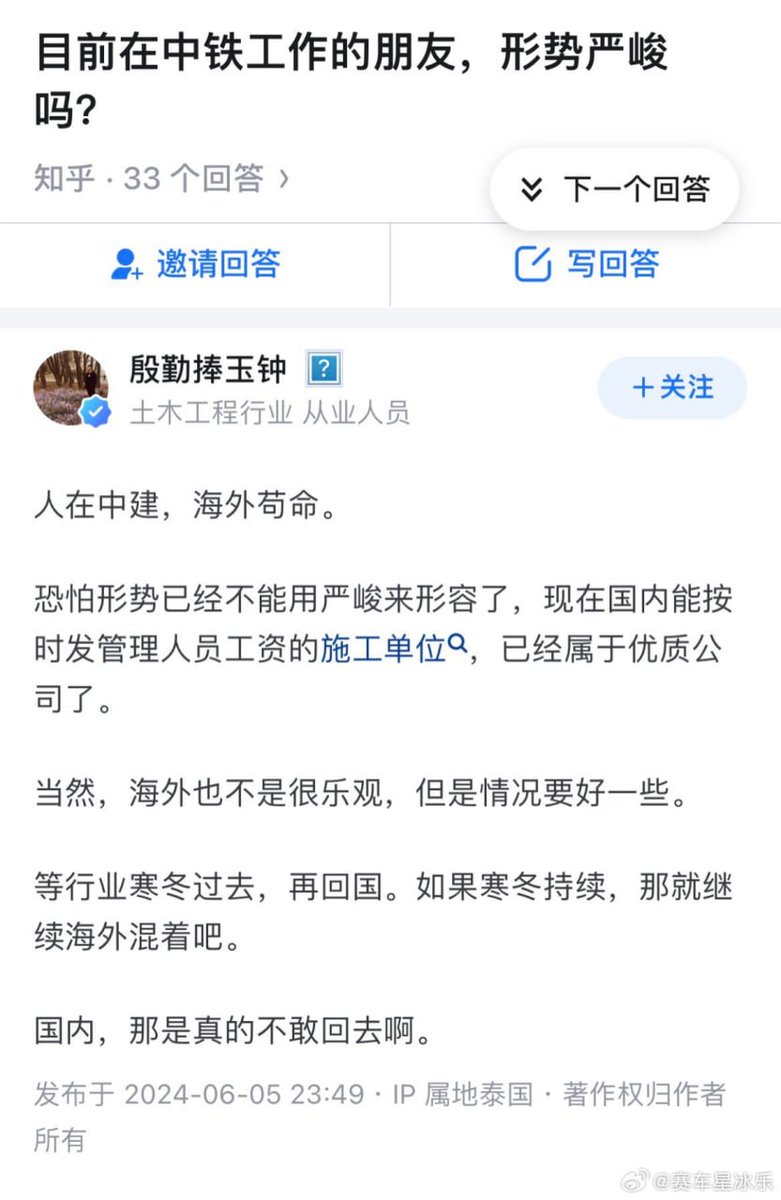 目前在中铁工作的朋友，形势严峻
吗?
知乎 · 33 个回答 ›
下一个回答
邀请回答
写回答
殷勤捧玉钟
土木工程行业 从业人员
+关注
人在中建，海外苟命。
恐怕形势已经不能用严峻来形容了，现在国内能按
时发管理人员工资的施工单位，已经属于优质公
司了。
当然，海外也不是很乐观，但是情况要好一些。
等行业寒冬过去，再回国。如果寒冬持续，那就继
续海外混着吧。
国内，那是真的不敢回去啊。
发布于 2024-06-05 23:49 · IP 属地泰国 · 著作权归作者
所有
@赛车星冰乐